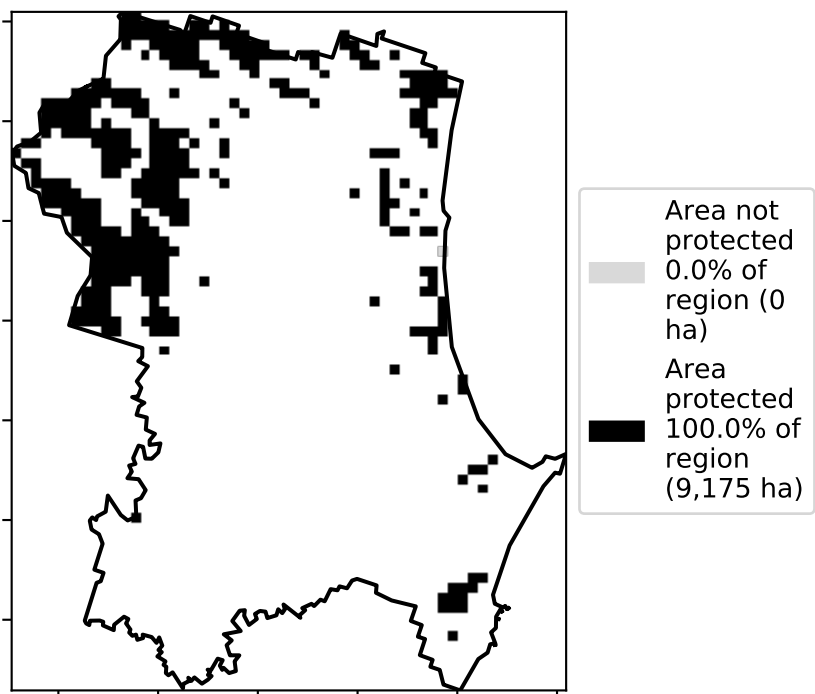 Area not
protected
0.0% of
region (0
ha)
Area
protected
100.0% of
region
(9,175 ha)